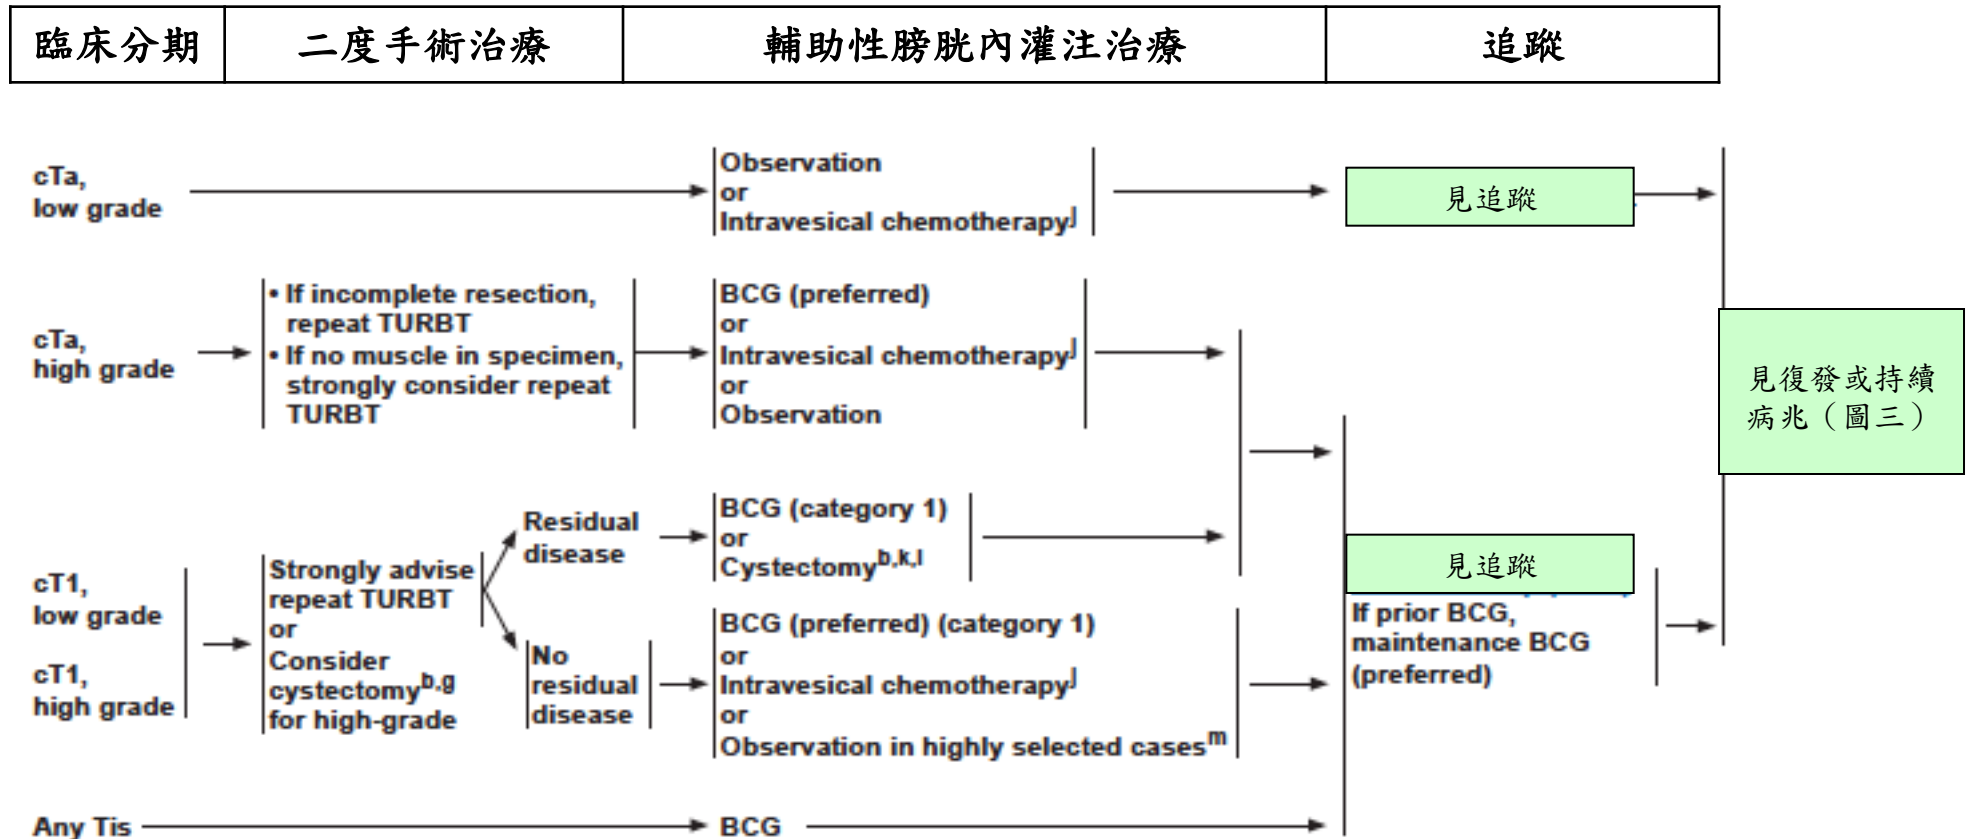 臨床分期 二度手術治療 輔助性膀胱內灌注治療 追蹤
cTa,
low grade
Observation
or
Intravesical chemotherapyʲ
見追蹤
cTa,
high grade
• If incomplete resection,
repeat TURBT
• If no muscle in specimen,
strongly consider repeat
TURBT
BCG (preferred)
or
Intravesical chemotherapyʲ
or
Observation
見復發或持續
病兆（圖三）
cT1,
low grade
cT1,
high grade
Strongly advise
repeat TURBT
or
Consider
cystectomyᵇ,ᵍ
for high-grade
Residual
disease
BCG (category 1)
or
Cystectomyᵇ,ᵏ,ˡ
No
residual
disease
BCG (preferred) (category 1)
or
Intravesical chemotherapyʲ
or
Observation in highly selected casesᵐ
見追蹤
If prior BCG,
maintenance BCG
(preferred)
Any Tis
BCG